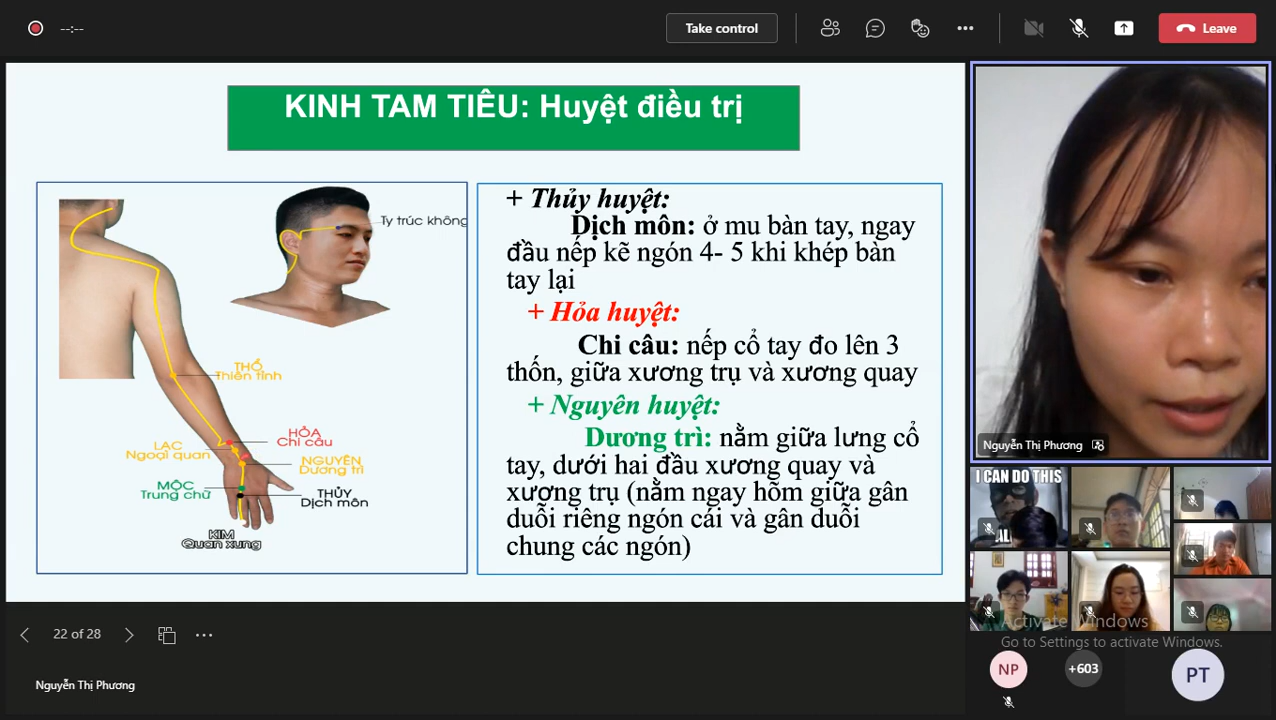 --:--
Take control
Leave
KINH TAM TIÊU: Huyệt điều trị
Ty trúc không
THỔ
Thiên tỉnh
HỎA
Chi câu
LẠC
Ngoại quan
NGUYÊN
Dương trì
MỘC
Trung chữ
THỦY
Dịch môn
KIM
Quan xung
+ Thủy huyệt:
Dịch môn: ở mu bàn tay, ngay
đầu nếp kẽ ngón 4- 5 khi khép bàn
tay lại
+ Hỏa huyệt:
Chi câu: nếp cổ tay đo lên 3
thốn, giữa xương trụ và xương quay
+ Nguyên huyệt:
Dương trì: nằm giữa lưng cổ
tay, dưới hai đầu xương quay và
xương trụ (nằm ngay hõm giữa gân
duỗi riêng ngón cái và gân duỗi
chung các ngón)
Nguyễn Thị Phương
I CAN DO THIS
AL
22 of 28
Activate Windows
Go to Settings to activate Windows.
NP
+603
PT
Nguyễn Thị Phương